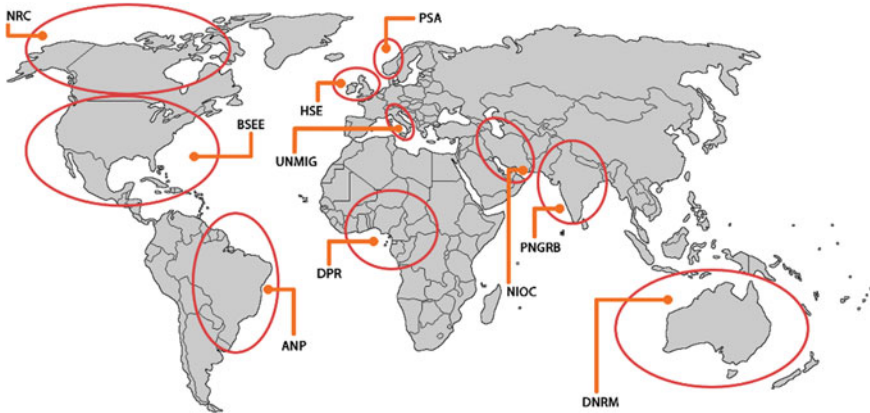 NRC
PSA
HSE
BSEE
UNMIG
PNGRB
DPR
NIOC
ANP
DNRM